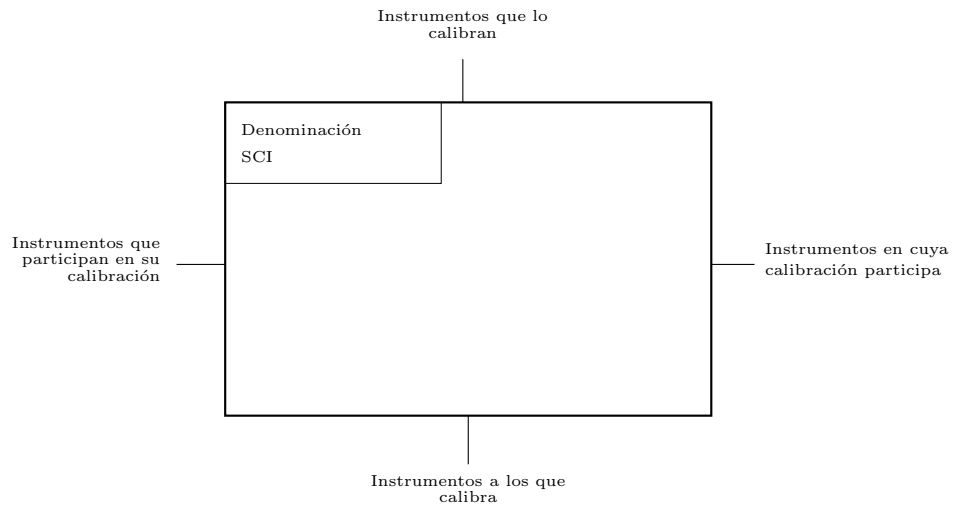 Instrumentos que lo
calibran
Denominación
SCI
Instrumentos que
participan en su
calibración
Instrumentos en cuya
calibración participa
Instrumentos a los que
calibra